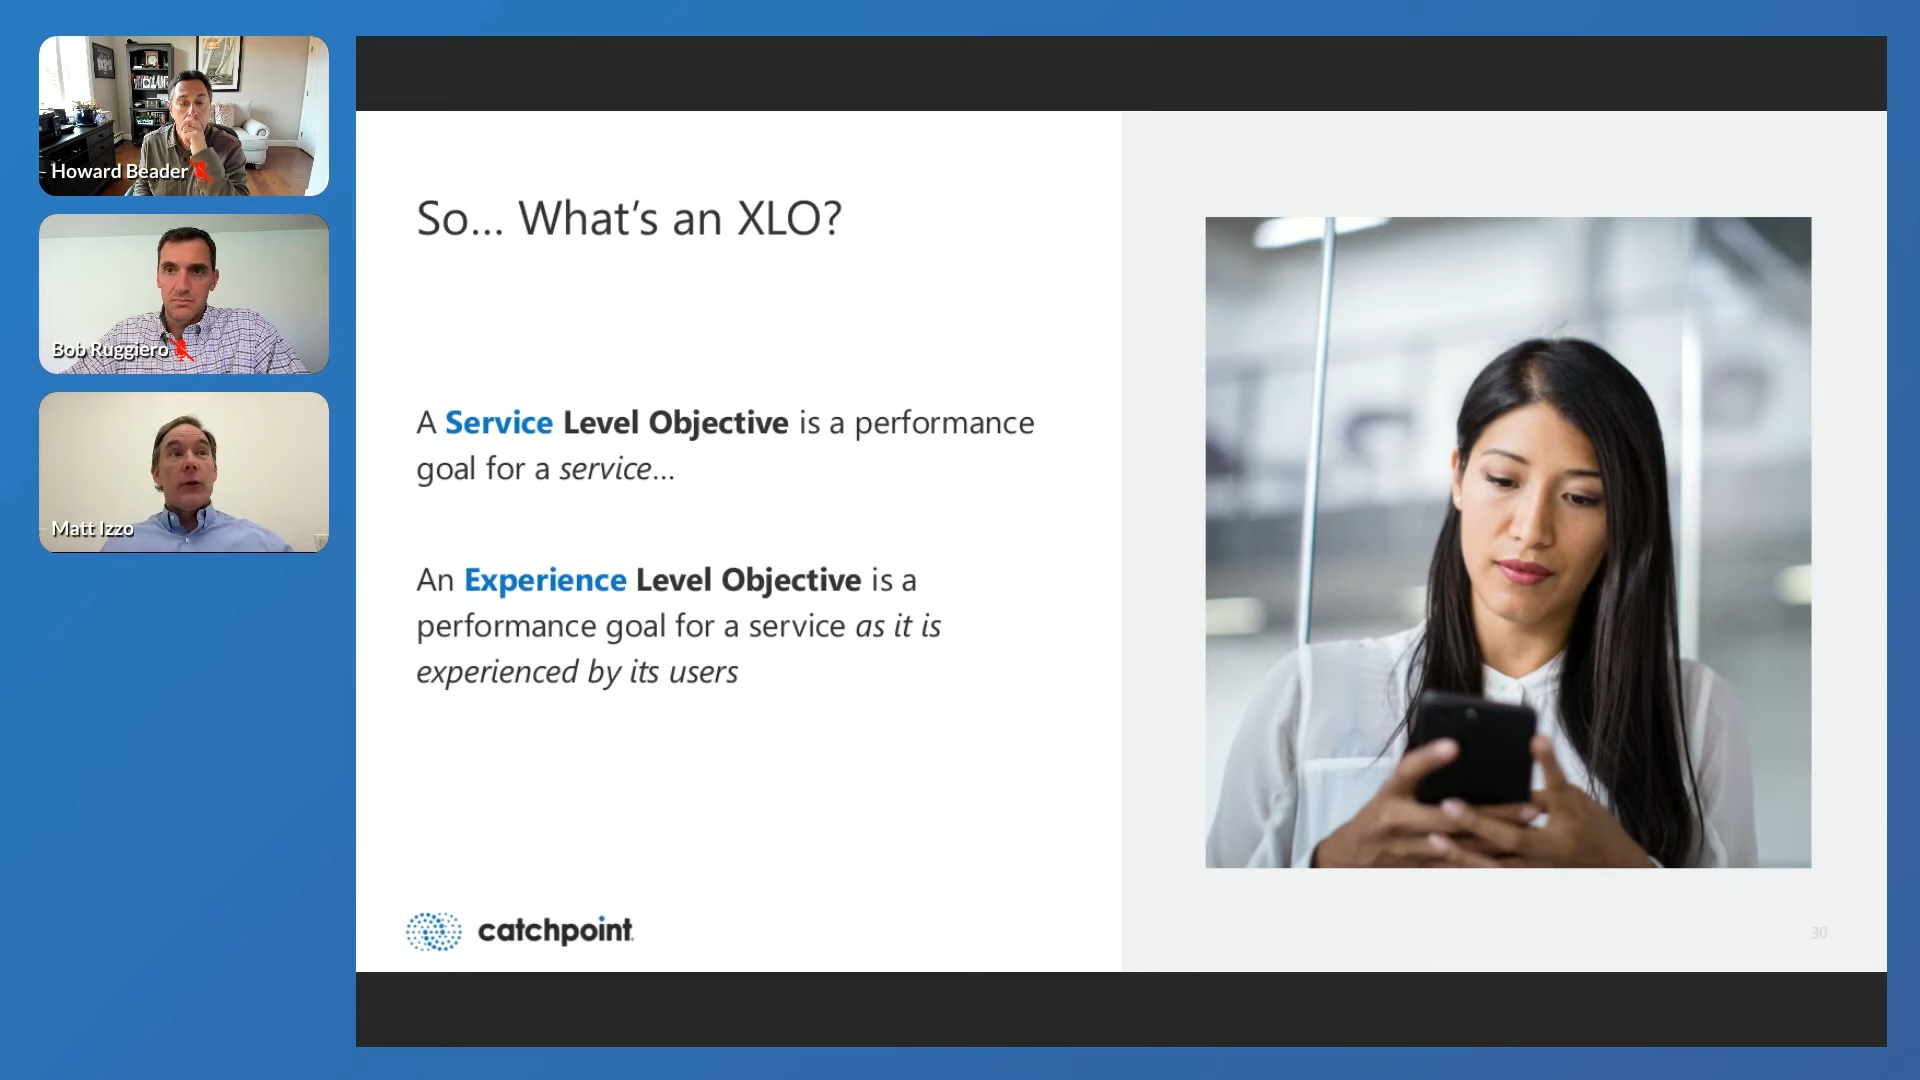 Howard Beader
Bob Ruggiero
Matt Izzo
So... What's an XLO?
A Service Level Objective is a performance
goal for a service...
An Experience Level Objective is a
performance goal for a service as it is
experienced by its users
catchpoint
30